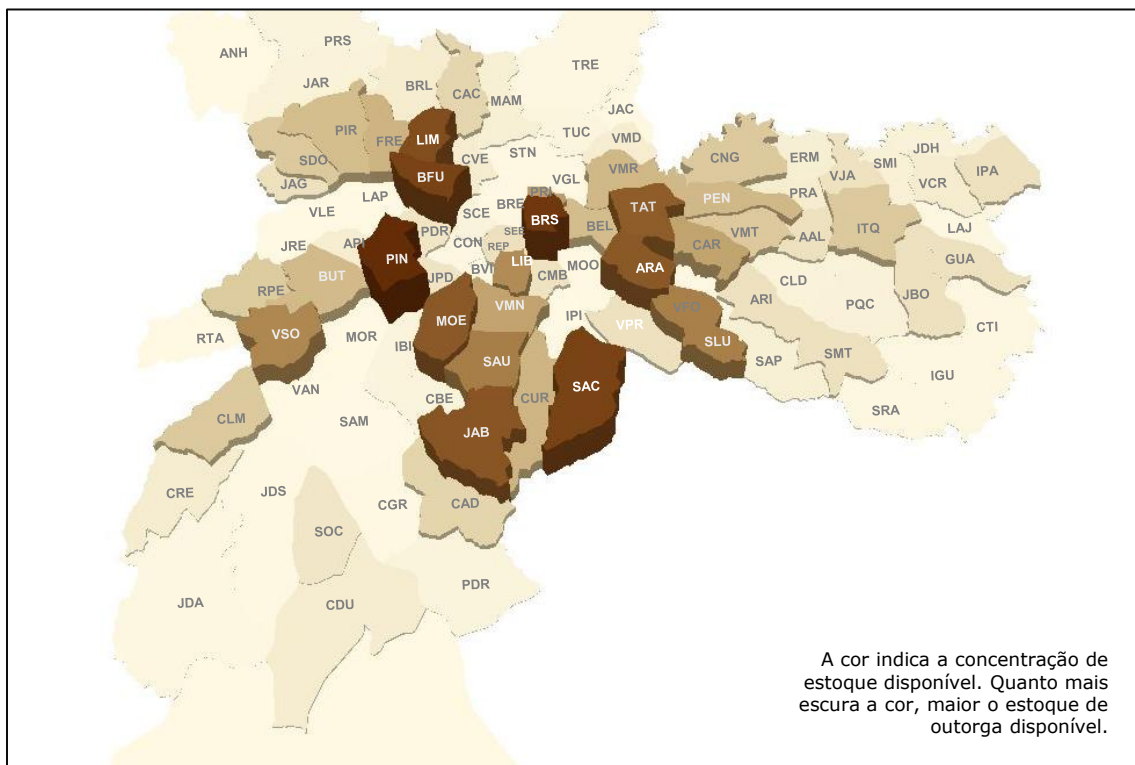 PRS
ANH
TRE
JAR
BRL
CAC
MAM
JAC
TUC
VMD
PIR
FRE
LIM
STN
CVE
SDO
JAG
BFU
LAP
VLE
VGL
VMR
CNG
ERM
VJA
SMI
JDH
VCR
IPA
PRA
PRI
BRE
SCE
BRS
BEL
TAT
PEN
ITQ
LAJ
PDR
CON
REP
JRE
PIN
JPD
BVI
LIB
CMB
MOO
ARA
CAR
VMT
AAL
GUA
RPE
BUT
CLD
ARI
PQC
JBO
CTI
MOE
VMN
IPI
VPR
SLU
RTA
VSO
MOR
IBI
SAU
SAP
SMT
IGU
SRA
VAN
CBE
CUR
SAC
CLM
SAM
JAB
CRE
JDS
CGR
CAD
SOC
JDA
CDU
PDR
A cor indica a concentração de
estoque disponível. Quanto mais
escura a cor, maior o estoque de
outorga disponível.